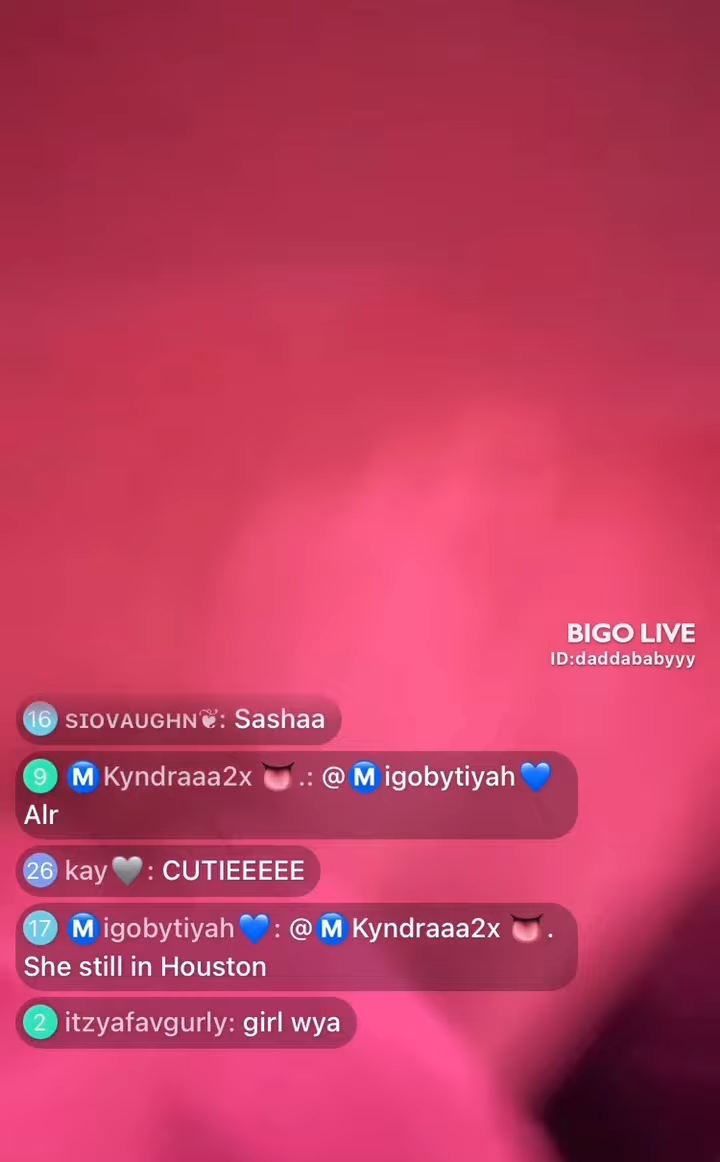 BIGO LIVE
ID:daddababyyy
16 sɪᴏᴠᴀᴜɢʜɴ❦: Sashaa
9 Ⓜ️Kyndraaa2x 👅.: @Ⓜ️igobytiyah💙
Alr
26 kay🩶: CUTIEEEEE
17 Ⓜ️igobytiyah💙: @Ⓜ️Kyndraaa2x 👅.
She still in Houston
2 itzyafavgurly: girl wya